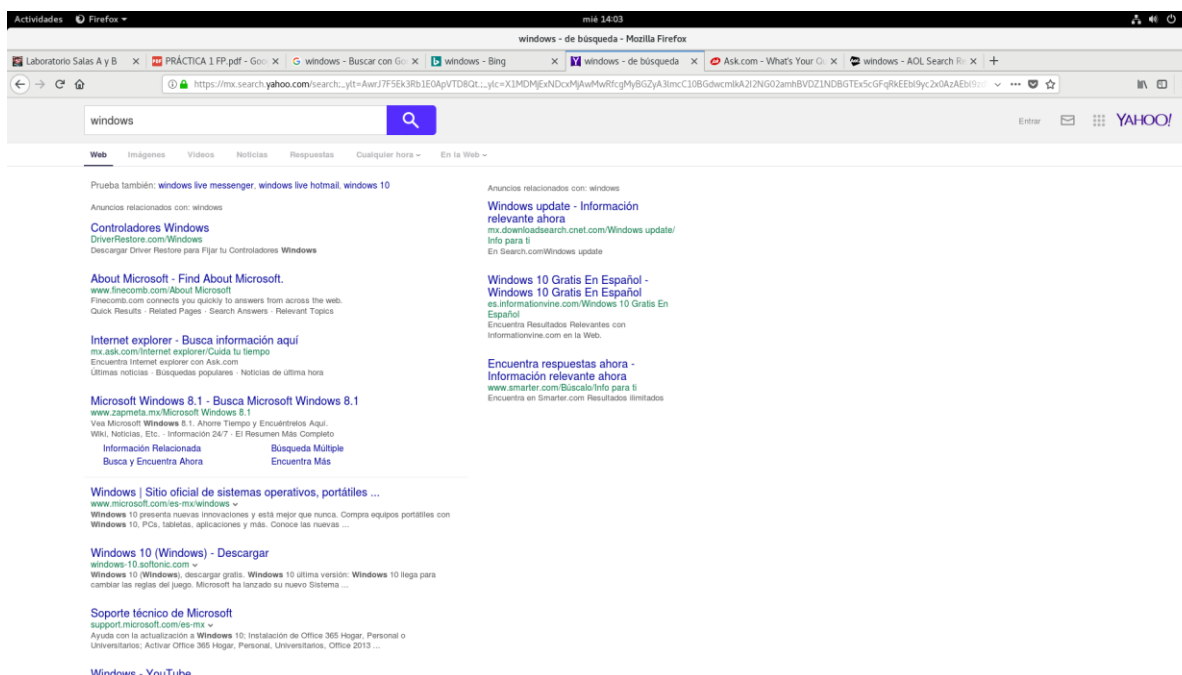 Actividades Firefox
mié 14:03
windows - de búsqueda - Mozilla Firefox
Laboratorio Salas A y B
PRÁCTICA 1 FP.pdf - Goo
windows - Buscar con Go
windows - Bing
windows - de búsqueda
Ask.com - What's Your Qu
windows - AOL Search Re
windows
Entrar
YAHOO!
Web Imágenes Videos Noticias Respuestas Cualquier hora En la Web
Prueba también: windows live messenger, windows live hotmail, windows 10
Anuncios relacionados con: windows
Controladores Windows
DriverRestore.com/Windows
Descargar Driver Restore para Fijar tu Controladores Windows
About Microsoft - Find About Microsoft.
www.finecomb.com/About Microsoft
Finecomb.com connects you quickly to answers from across the web.
Quick Results - Related Pages - Search Answers - Relevant Topics
Internet explorer - Busca información aquí
mx.ask.com/Internet explorer/Cuida tu tiempo
Encuentra Internet explorer con Ask.com
Últimas noticias - Búsquedas populares - Noticias de última hora
Microsoft Windows 8.1 - Busca Microsoft Windows 8.1
www.zapmeta.mx/Microsoft Windows 8.1
Vea Microsoft Windows 8.1. Ahorre Tiempo y Encuéntrelos Aquí.
Wiki, Noticias, Etc. · Información 24/7 · El Resumen Más Completo
Información Relacionada Búsqueda Múltiple
Busca y Encuentra Ahora Encuentra Más
Windows | Sitio oficial de sistemas operativos, portátiles ...
www.microsoft.com/es-mx/windows
Windows 10 presenta nuevas innovaciones y está mejor que nunca. Compra equipos portátiles con
Windows 10, PCs, tabletas, aplicaciones y más. Conoce las nuevas ...
Windows 10 (Windows) - Descargar
windows-10.softonic.com
Windows 10 (Windows), descargar gratis. Windows 10 última versión: Windows 10 llega para
cambiar las reglas del juego. Microsoft ha lanzado su nuevo Sistema ...
Soporte técnico de Microsoft
support.microsoft.com/es-mx
Ayuda con la actualización a Windows 10; Instalación de Office 365 Hogar, Personal o
Universitarios; Activar Office 365 Hogar, Personal, Universitarios, Office 2013 ...
Windows - YouTube
Anuncios relacionados con: windows
Windows update - Información
relevante ahora
mx.downloadsearch.cnet.com/Windows update/
Info para ti
En Search.comWindows update
Windows 10 Gratis En Español -
Windows 10 Gratis En Español
es.informationvine.com/Windows 10 Gratis En
Español
Encuentra Resultados Relevantes con
Informationvine.com en la Web.
Encuentra respuestas ahora -
Información relevante ahora
www.smarter.com/Búscalo/Info para ti
Encuentra en Smarter.com Resultados Ilimitados